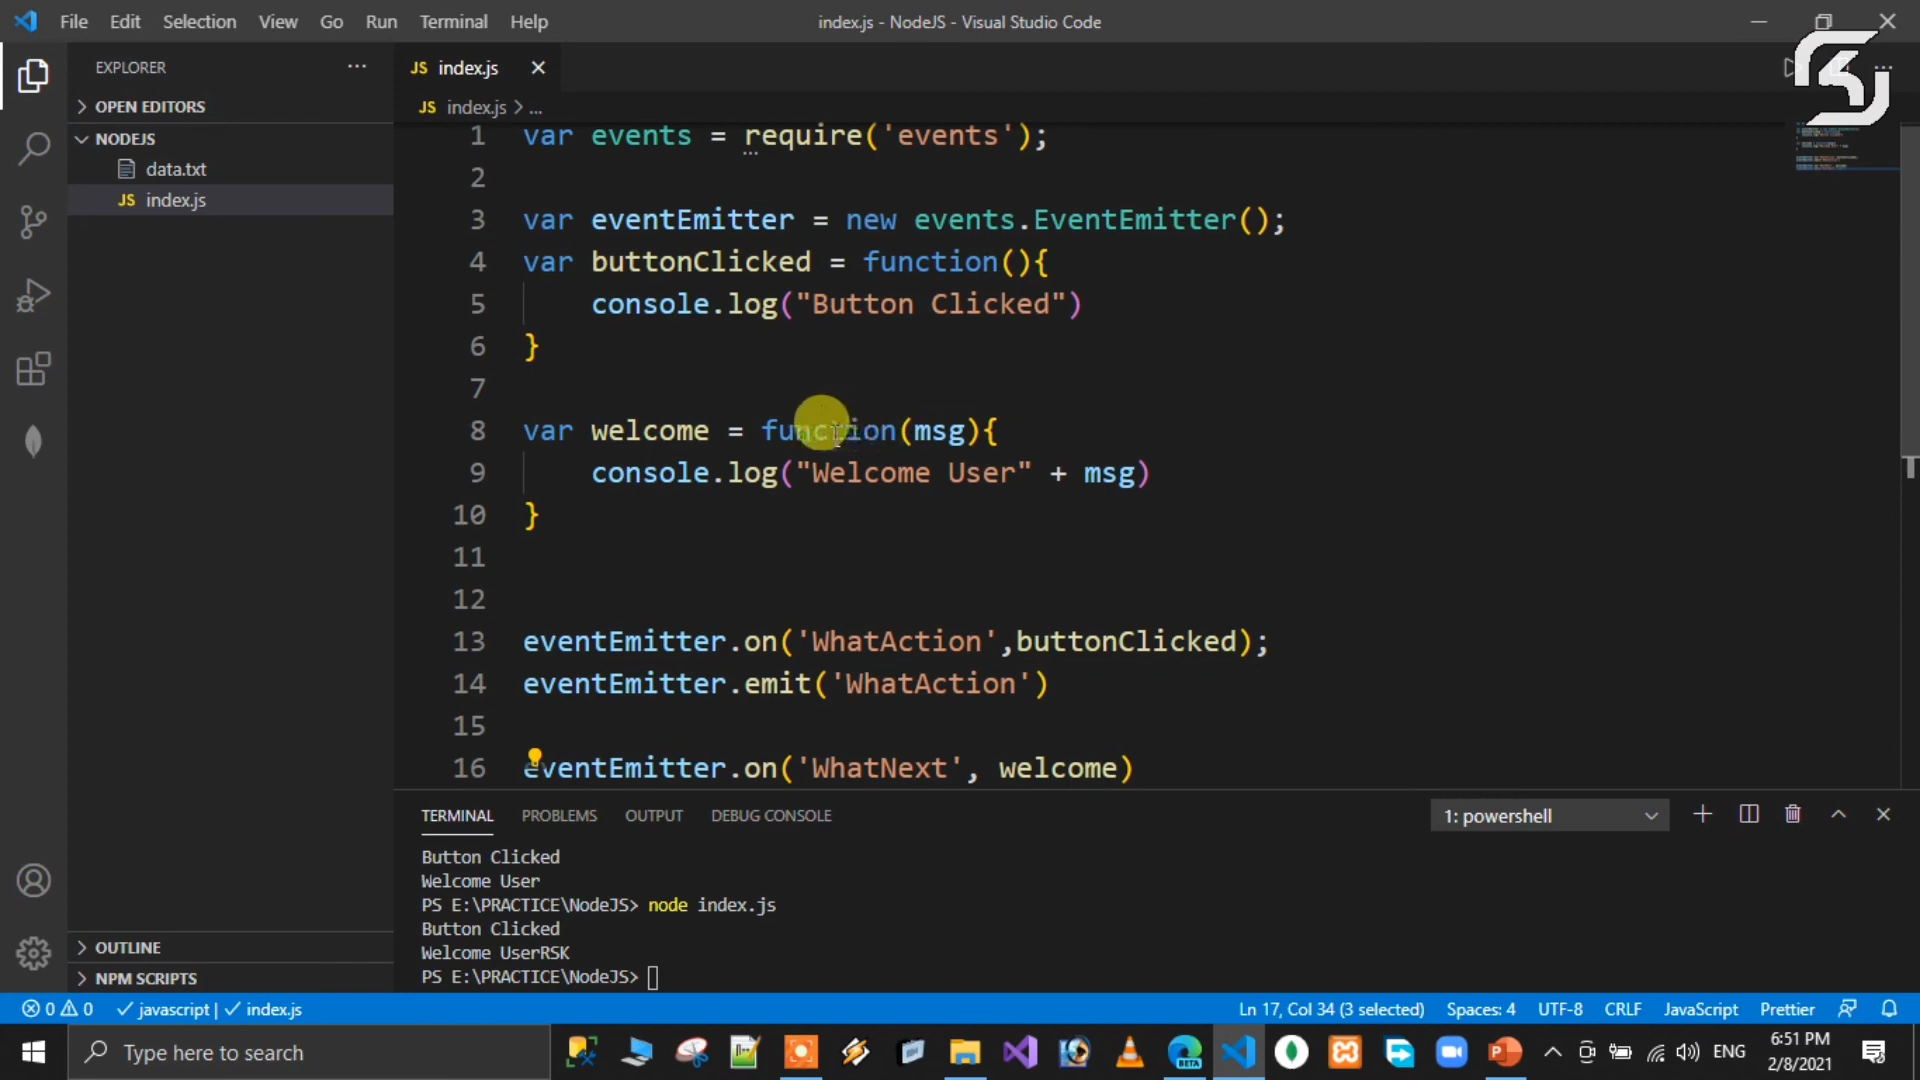 File Edit Selection View Go Run Terminal Help
index.js - NodeJS - Visual Studio Code
EXPLORER
OPEN EDITORS
NODEJS
data.txt
JS index.js
JS index.js
JS index.js > ...
1 var events = require('events');
2
3 var eventEmitter = new events.EventEmitter();
4 var buttonClicked = function(){
5 console.log("Button Clicked")
6 }
7
8 var welcome = function(msg){
9 console.log("Welcome User" + msg)
10 }
11
12
13 eventEmitter.on('WhatAction',buttonClicked);
14 eventEmitter.emit('WhatAction')
15
16 eventEmitter.on('WhatNext', welcome)
TERMINAL PROBLEMS OUTPUT DEBUG CONSOLE
1: powershell
Button Clicked
Welcome User
PS E:\PRACTICE\NodeJS> node index.js
Button Clicked
Welcome UserRSK
PS E:\PRACTICE\NodeJS>
OUTLINE
NPM SCRIPTS
0 0 javascript | index.js
Ln 17, Col 34 (3 selected) Spaces: 4 UTF-8 CRLF JavaScript Prettier
Type here to search
BETA
ENG
6:51 PM
2/8/2021